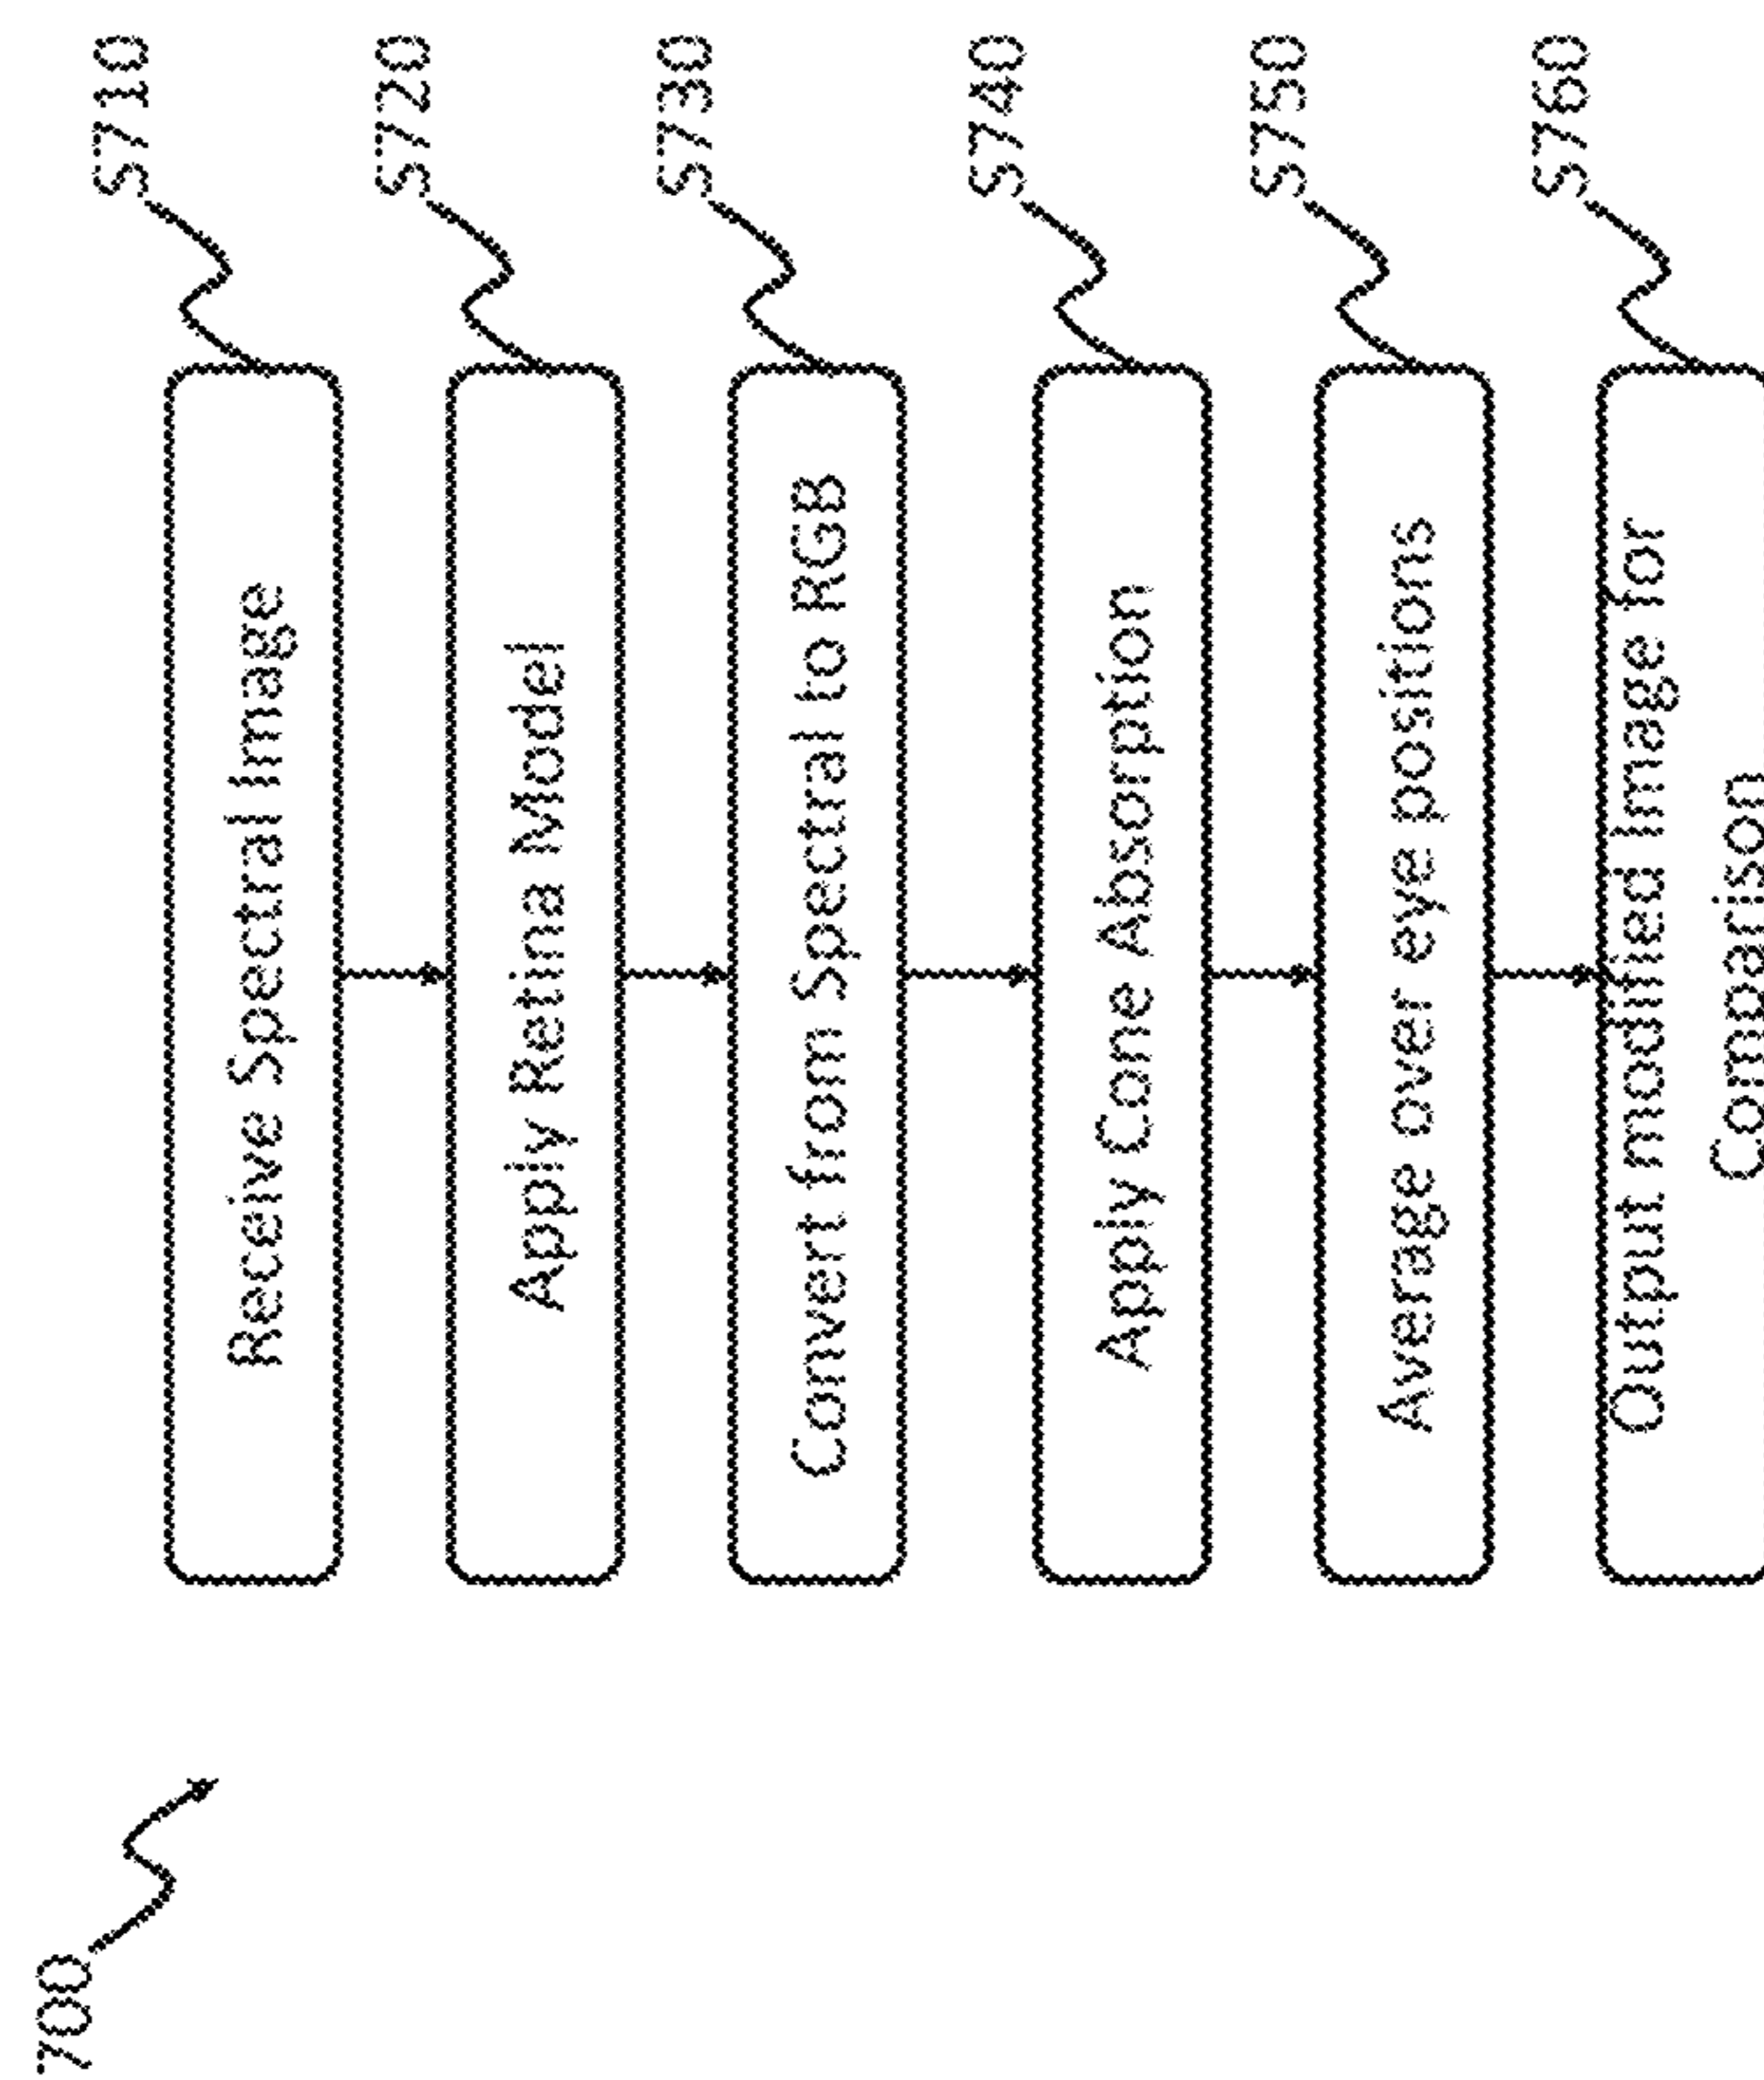 700
Receive Spectral Image
S710
Apply Retina Model
S720
Convert from Spectral to RGB
S730
Apply Cone Absorption
S740
Average over eye positions
S750
Output modified Image for
Comparison
S760